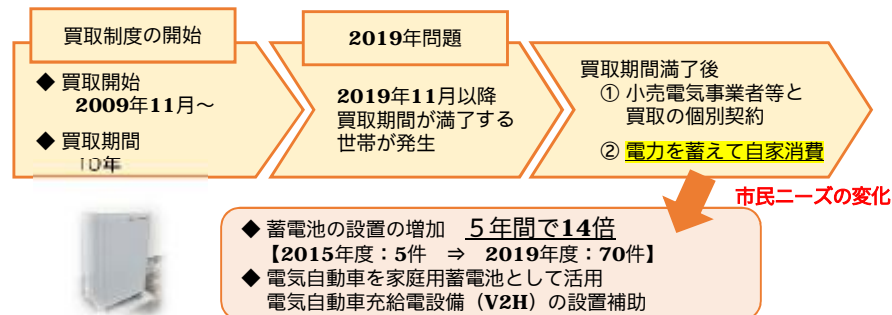 買取制度の開始
◆ 買取開始
2009年11月～
◆ 買取期間
10年
2019年問題
2019年11月以降
買取期間が満了する
世帯が発生
買取期間満了後
① 小売電気事業者等と
買取の個別契約
② 電力を蓄えて自家消費
市民ニーズの変化
◆ 蓄電池の設置の増加　５年間で14倍
【2015年度：5件　⇒　2019年度：70件】
◆ 電気自動車を家庭用蓄電池として活用
電気自動車充給電設備（V2H）の設置補助